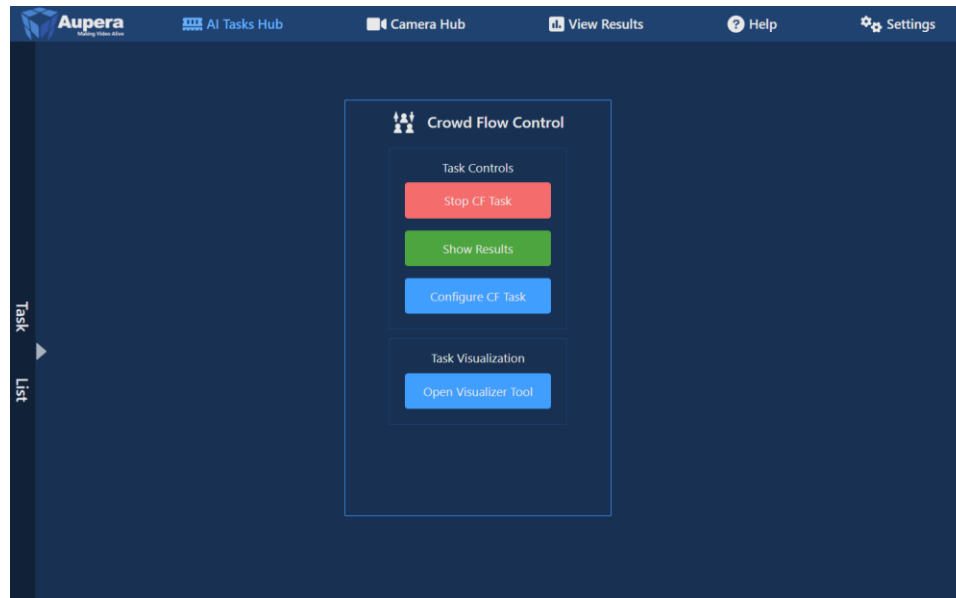 Aupera
Making Video Alive
AI Tasks Hub
Camera Hub
View Results
Help
Settings
Crowd Flow Control
Task Controls
Stop CF Task
Show Results
Configure CF Task
Task Visualization
Open Visualizer Tool
Task List